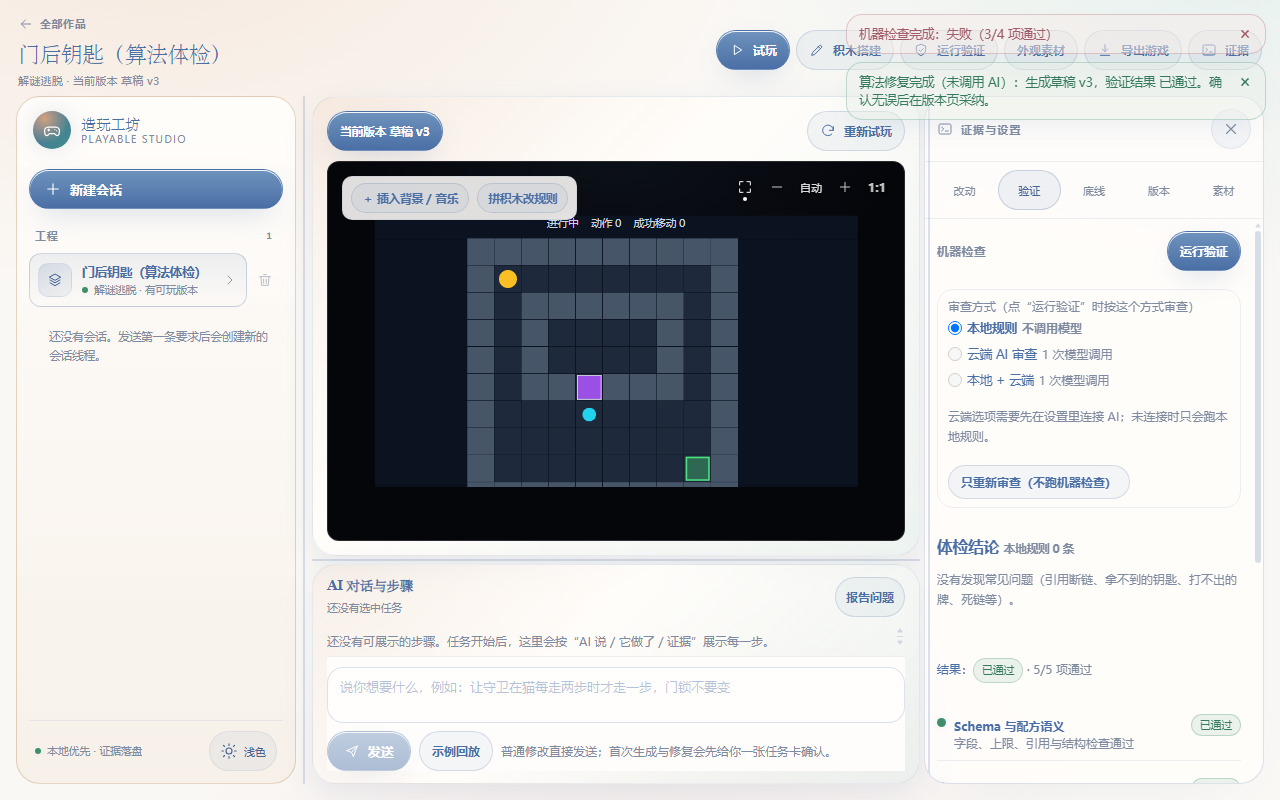 全部作品
门后钥匙（算法体检）
解谜逃脱 · 当前版本 草稿 v3
试玩
积木搭建
运行验证
外观素材
导出游戏
证据
机器检查完成：失败（3/4 项通过）
算法修复完成（未调用 AI）：生成草稿 v3，验证结果 已通过。确
认无误后在版本页采纳。
造玩工坊
PLAYABLE STUDIO
新建会话
工程
1
门后钥匙（算法体检）
解谜逃脱 · 有可玩版本
还没有会话。发送第一条要求后会创建新的
会话线程。
本地优先 · 证据落盘
浅色
当前版本 草稿 v3
重新试玩
+ 插入背景 / 音乐
拼积木改规则
自动
1:1
进行中 动作 0 成功移动 0
AI 对话与步骤
还没有选中任务
报告问题
还没有可展示的步骤。任务开始后，这里会按“AI 说 / 它做了 / 证据”展示每一步。
说你想要什么，例如：让守卫在猫每走两步时才走一步，门锁不要变
发送
示例回放
普通修改直接发送；首次生成与修复会先给你一张任务卡确认。
证据与设置
改动
验证
底线
版本
素材
机器检查
运行验证
审查方式（点“运行验证”时按这个方式审查）
本地规则 不调用模型
云端 AI 审查 1 次模型调用
本地 + 云端 1 次模型调用
云端选项需要先在设置里连接 AI；未连接时只会跑本
地规则。
只重新审查（不跑机器检查）
体检结论 本地规则 0 条
没有发现常见问题（引用断链、拿不到的钥匙、打不出的
牌、死链等）。
结果： 已通过 · 5/5 项通过
Schema 与配方语义
已通过
字段、上限、引用与结构检查通过